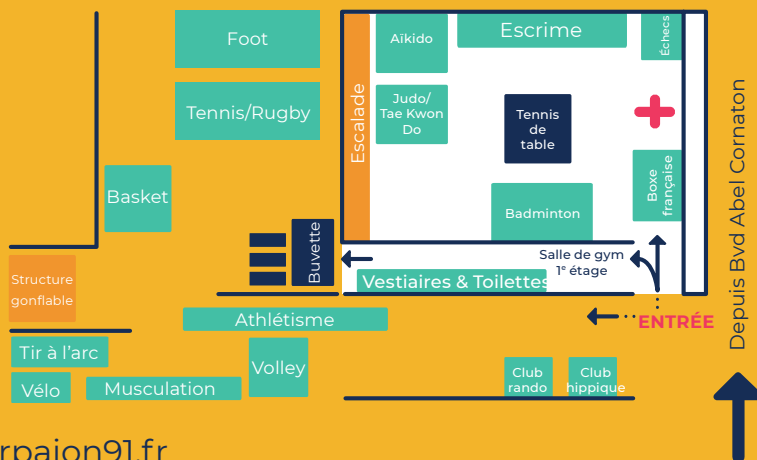 Foot
Aïkido
Escrime
Échecs
Tennis/Rugby
Escalade
Judo/
Tae Kwon
Do
Tennis
de
table
Basket
Boxe
française
Badminton
Buvette
Salle de gym
1e étage
Vestiaires & Toilettes
Structure
gonflable
Athlétisme
ENTRÉE
Depuis Bvd Abel Cornaton
Tir à l'arc
Volley
Vélo
Musculation
Club
rando
Club
hippique
rpajon91.fr